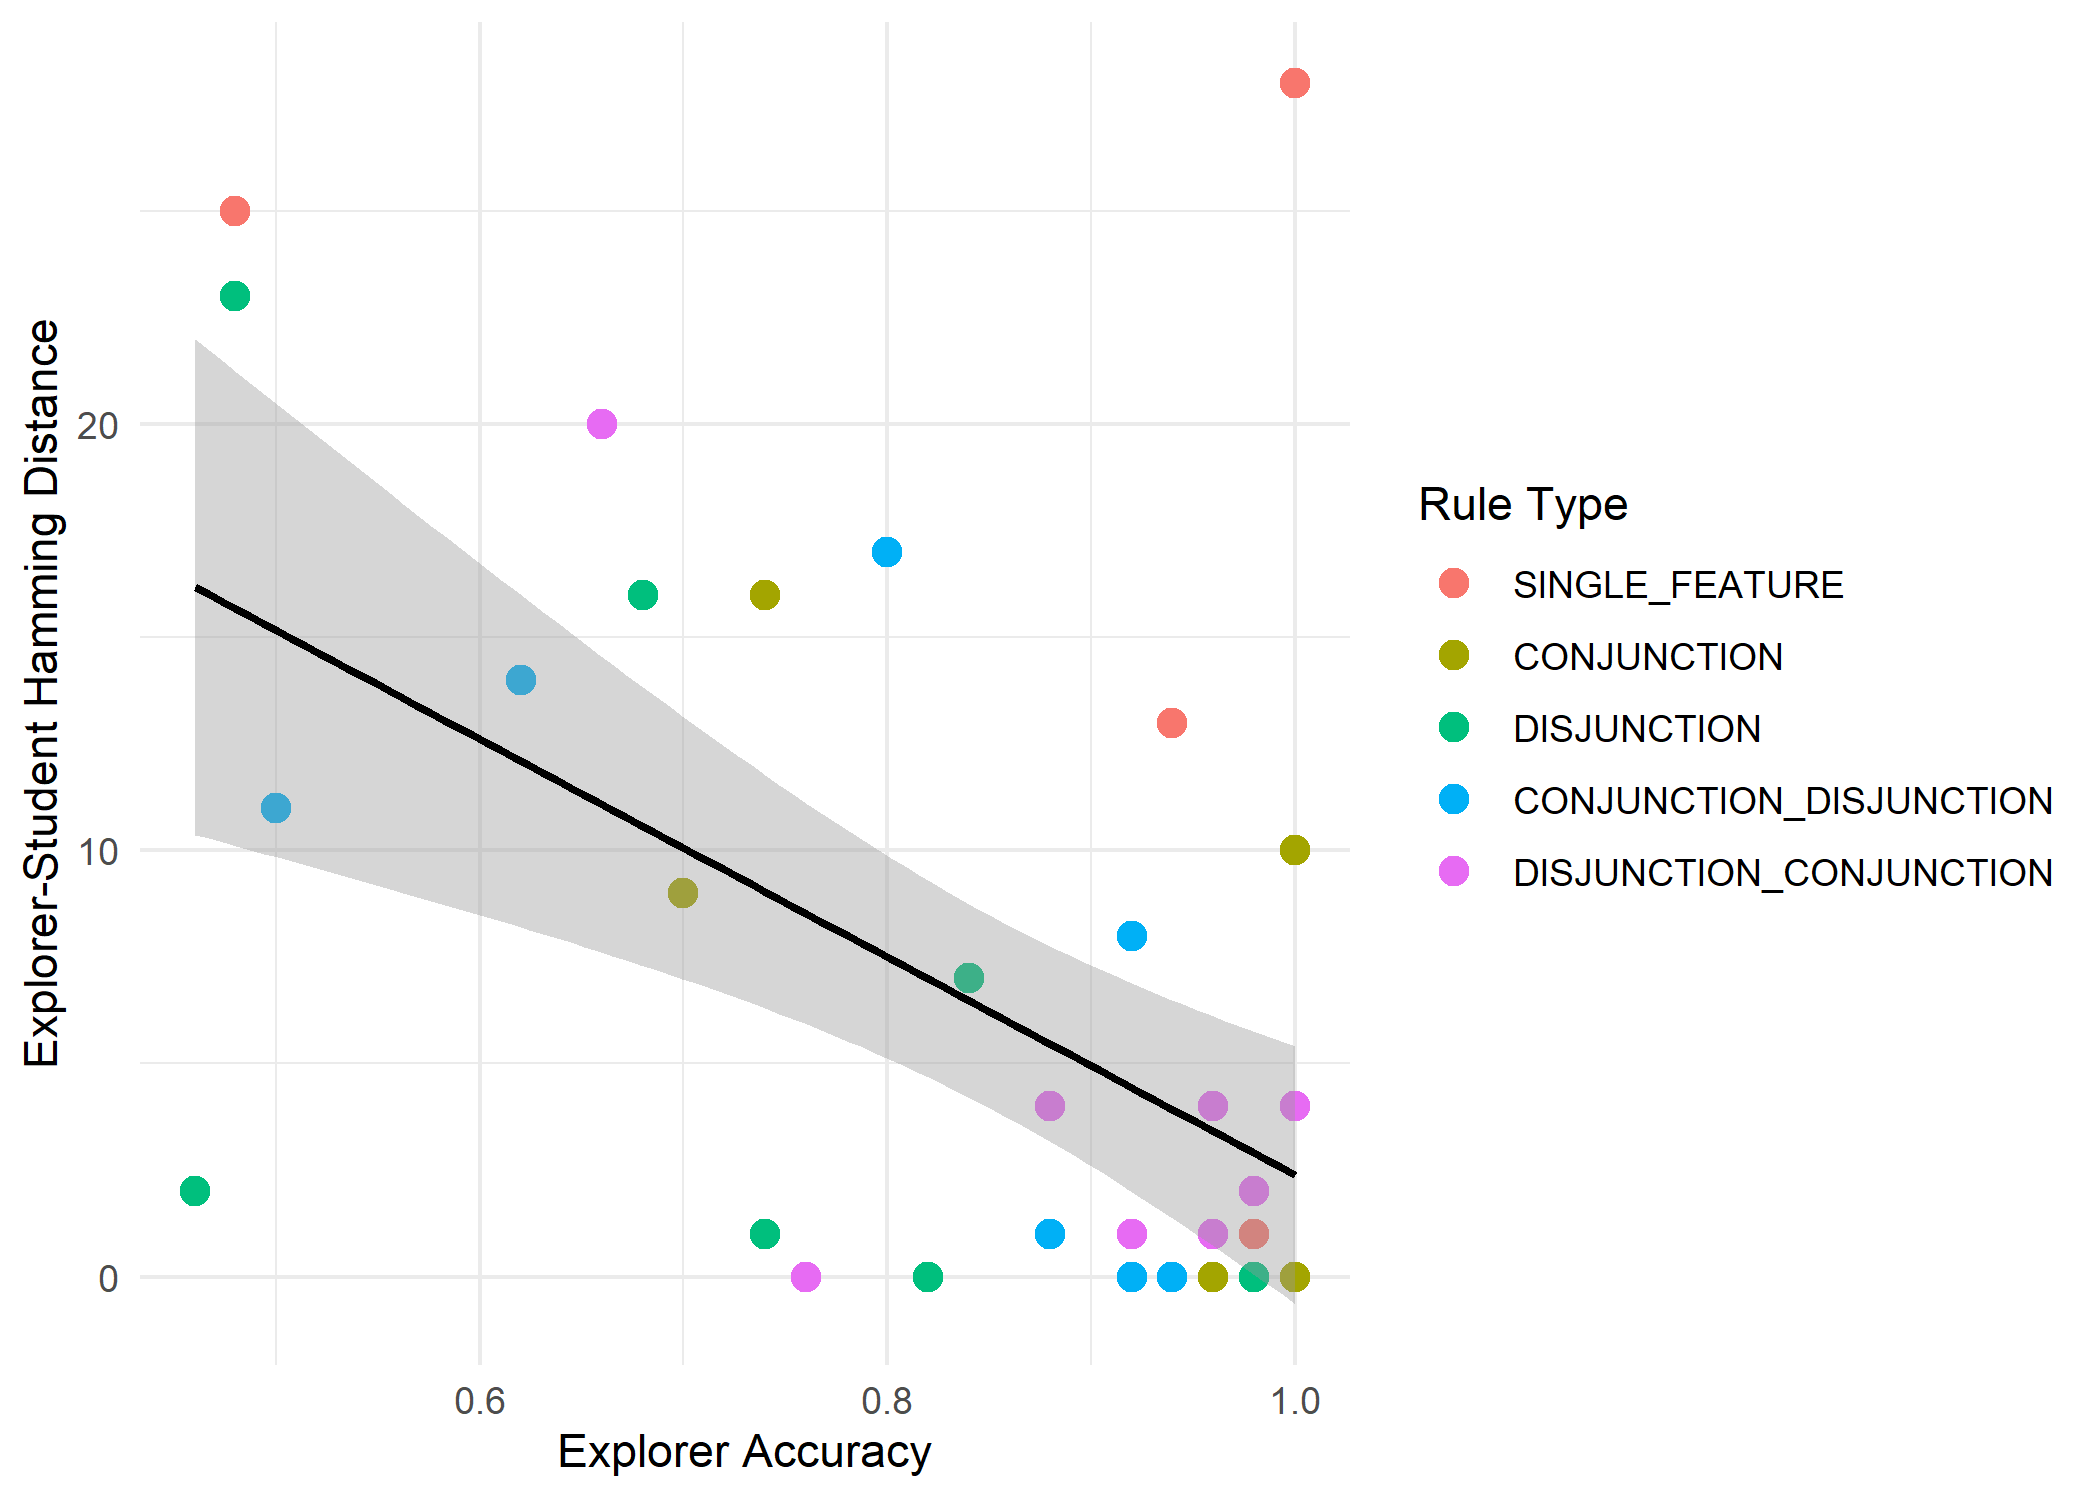 Explorer-Student Hamming Distance
20
10
0
0.6
0.8
1.0
Explorer Accuracy
Rule Type
SINGLE_FEATURE
CONJUNCTION
DISJUNCTION
CONJUNCTION_DISJUNCTION
DISJUNCTION_CONJUNCTION